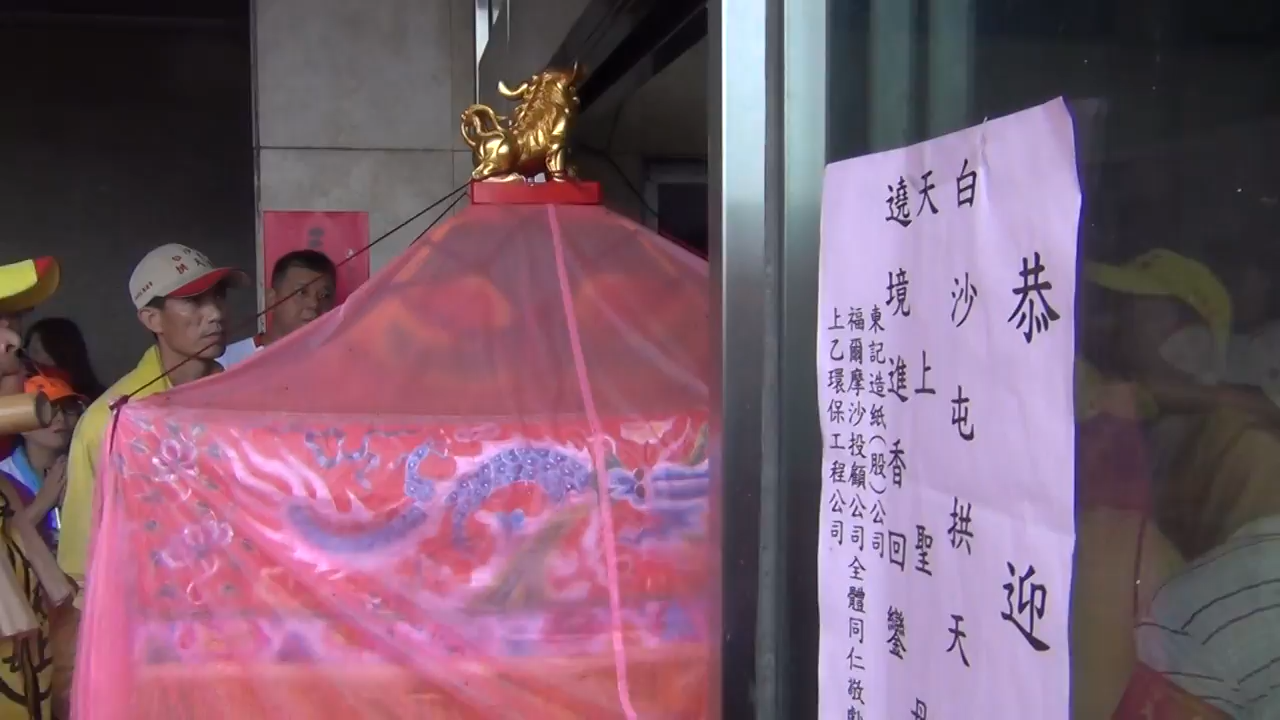 恭迎
白沙屯拱天
天上聖母
遶境進香回鑾
東記造紙（股）公司
福爾摩沙投顧公司全體同仁敬獻
上乙環保工程公司